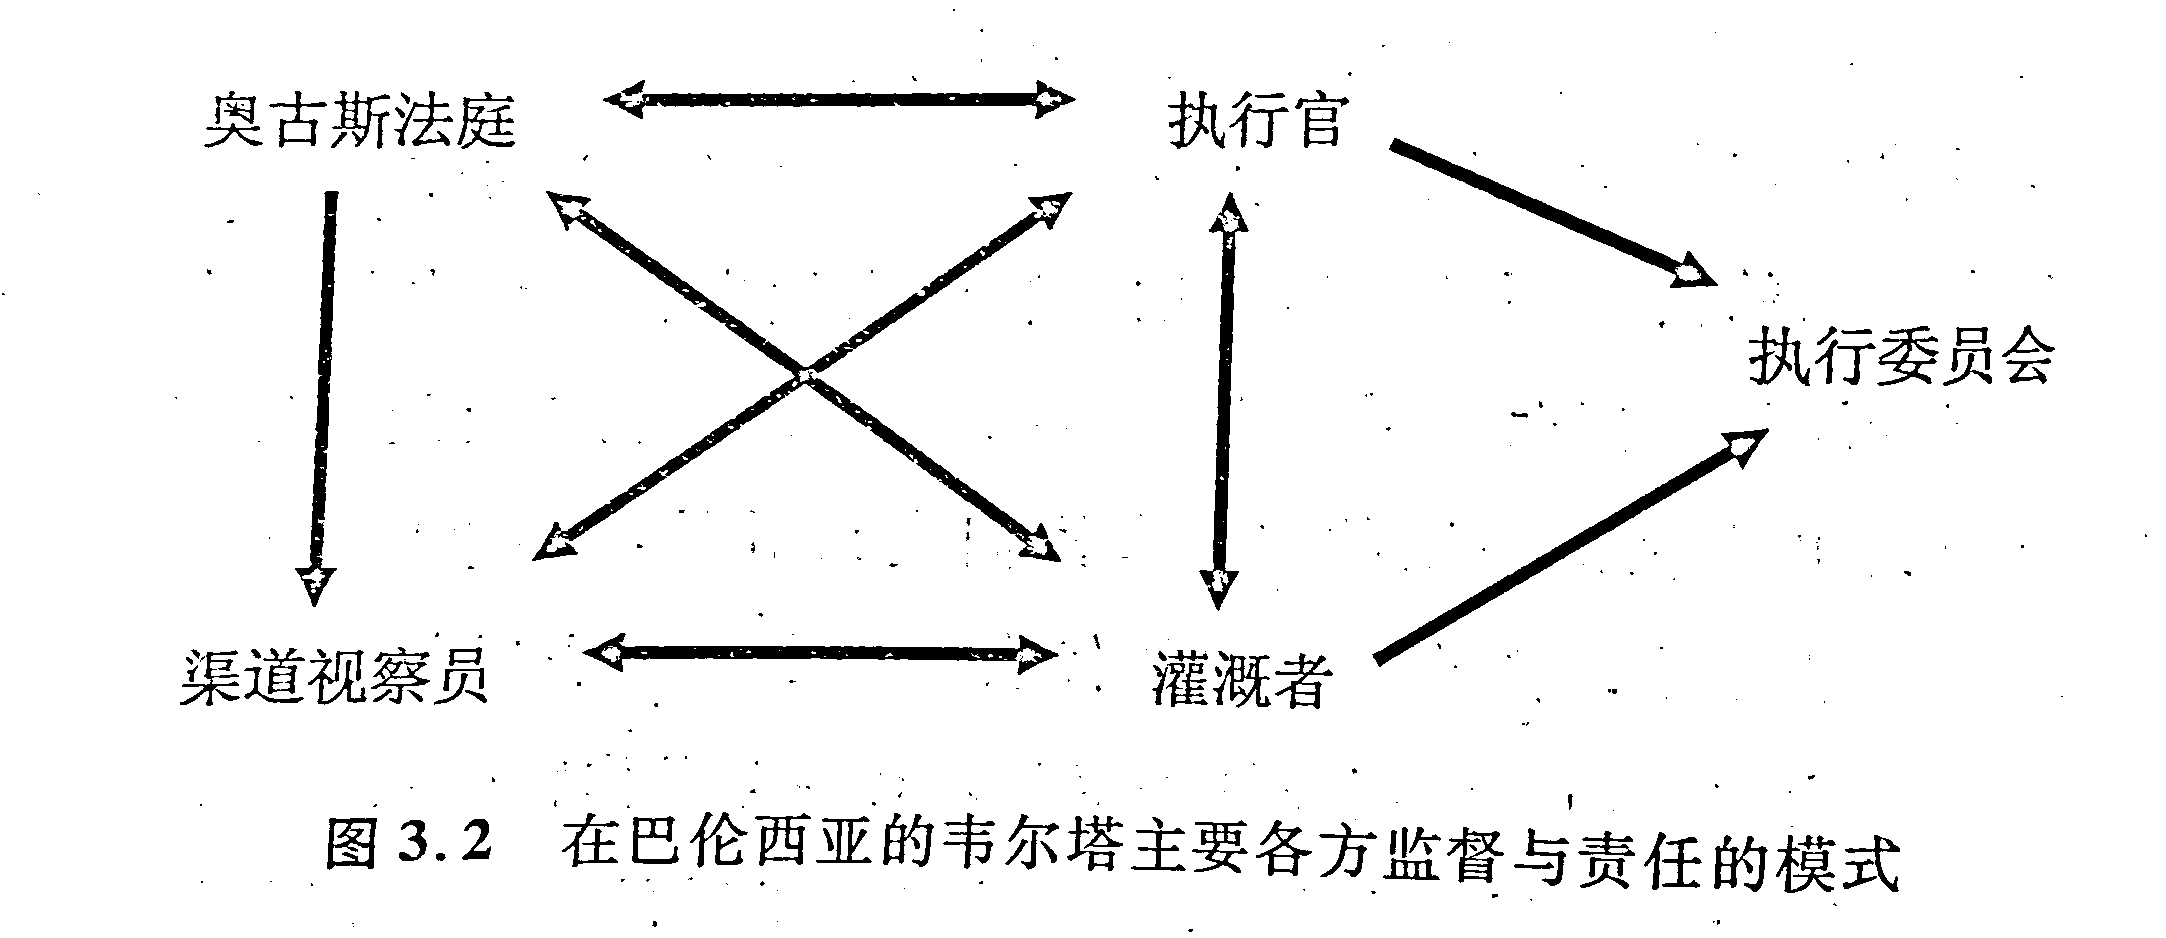 奥古斯法庭
执行官
执行委员会
渠道视察员
灌溉者
图 3.2 在巴伦西亚的韦尔塔主要各方监督与责任的模式